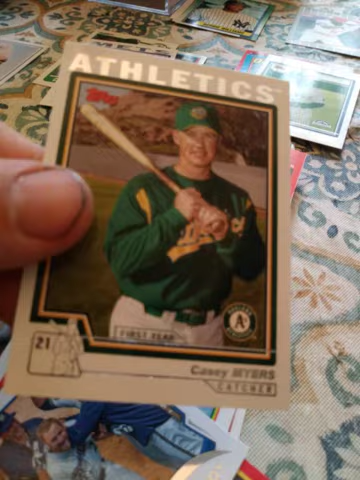 ATHLETICS
Topps
A's
FIRST YEAR
21
Casey MYERS
CATCHER